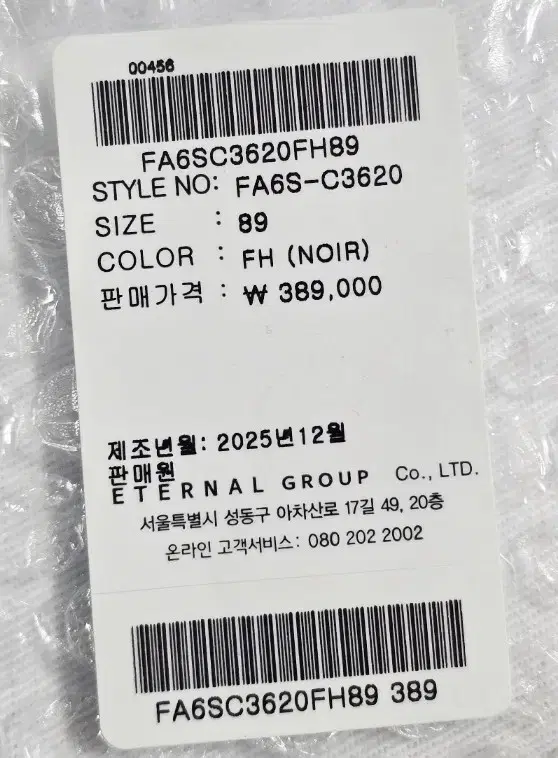 00456
FA6SC3620FH89
STYLE NO: FA6S-C3620
SIZE : 89
COLOR : FH (NOIR)
판매가격 : ₩ 389,000
제조년월: 2025년12월
판매원
ETERNAL GROUP Co., LTD.
서울특별시 성동구 아차산로 17길 49, 20층
온라인 고객서비스: 080 202 2002
FA6SC3620FH89 389